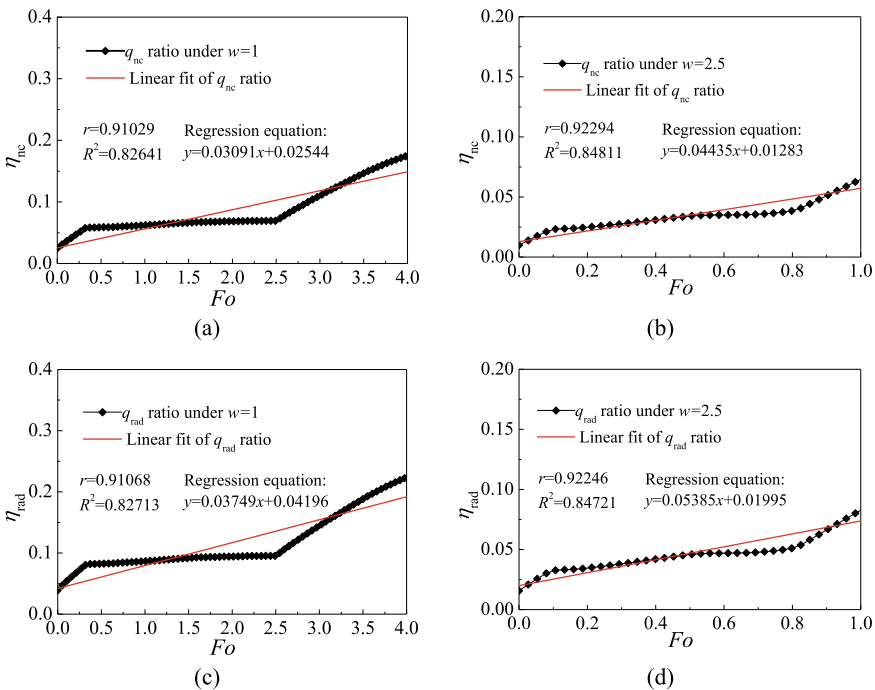 0.4
0.3
0.2
0.1
0.0
η_nc
q_nc ratio under w=1
Linear fit of q_nc ratio
r=0.91029 Regression equation:
R²=0.82641 y=0.03091x+0.02544
0.0 0.5 1.0 1.5 2.0 2.5 3.0 3.5 4.0
Fo
(a)
0.20
0.15
0.10
0.05
0.00
η_nc
q_nc ratio under w=2.5
Linear fit of q_nc ratio
r=0.92294 Regression equation:
R²=0.84811 y=0.04435x+0.01283
0.0 0.2 0.4 0.6 0.8 1.0
Fo
(b)
0.4
0.3
0.2
0.1
0.0
η_rad
q_rad ratio under w=1
Linear fit of q_rad ratio
r=0.91068 Regression equation:
R²=0.82713 y=0.03749x+0.04196
0.0 0.5 1.0 1.5 2.0 2.5 3.0 3.5 4.0
Fo
(c)
0.20
0.15
0.10
0.05
0.00
η_rad
q_rad ratio under w=2.5
Linear fit of q_rad ratio
r=0.92246 Regression equation:
R²=0.84721 y=0.05385x+0.01995
0.0 0.2 0.4 0.6 0.8 1.0
Fo
(d)